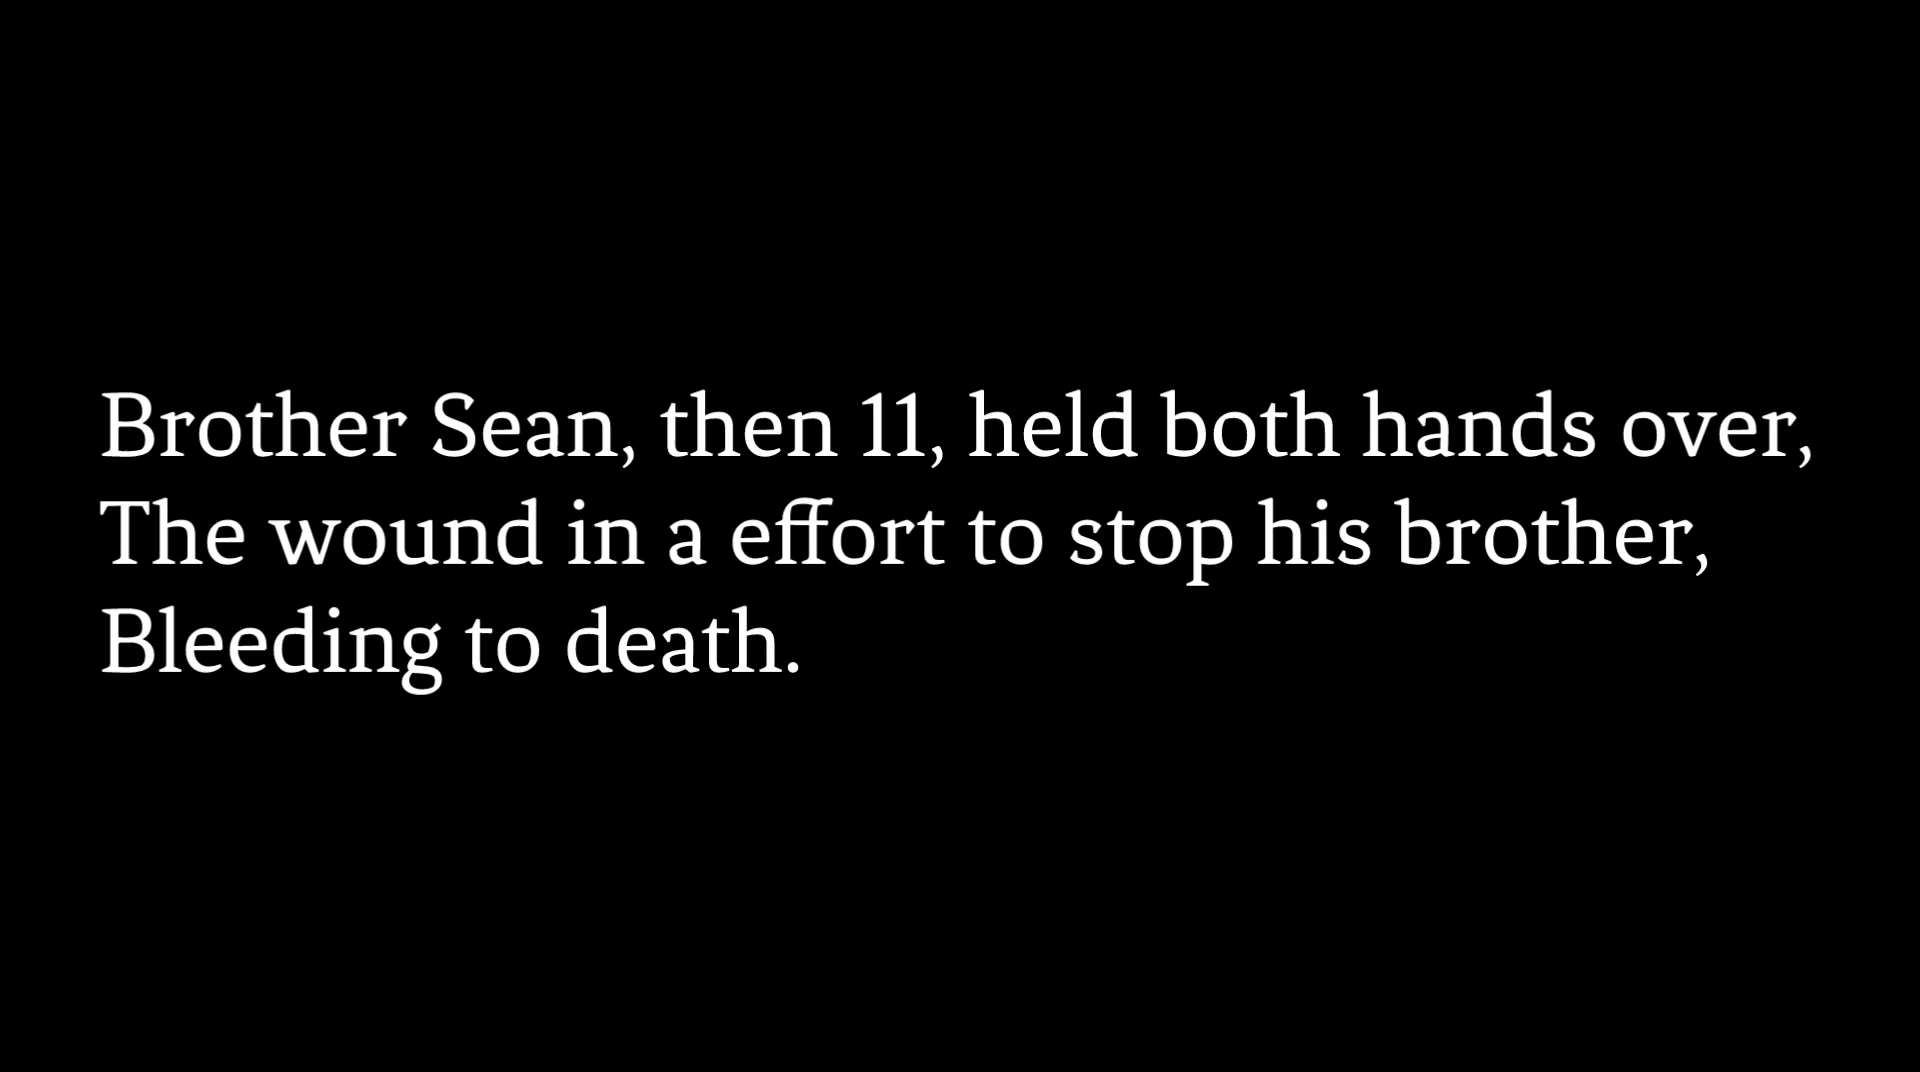 Brother Sean, then 11, held both hands over,
The wound in a effort to stop his brother,
Bleeding to death.